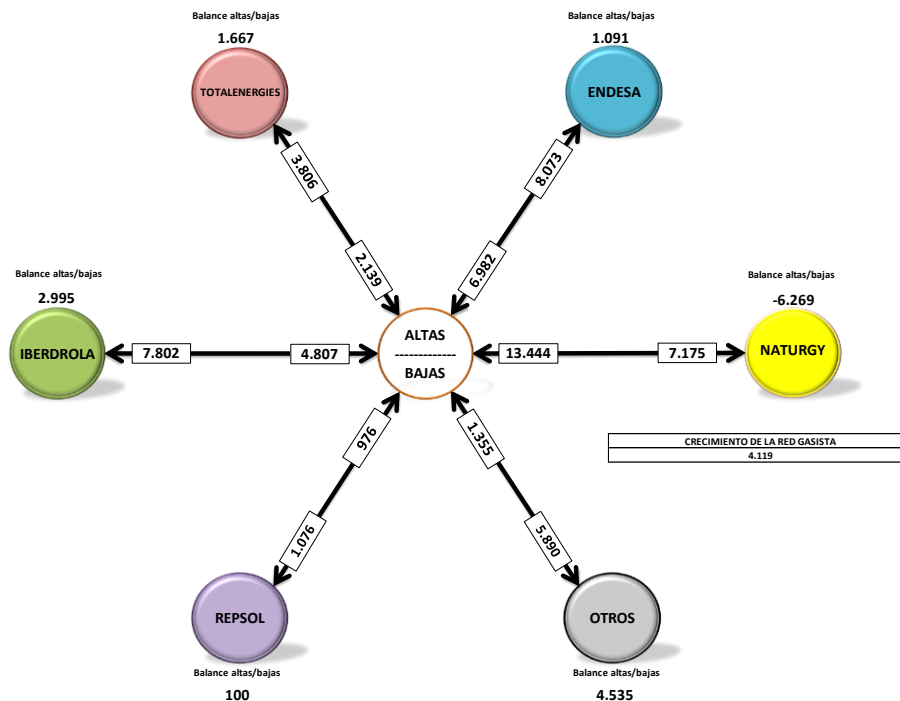 Balance altas/bajas
1.667
TOTALENERGIES
Balance altas/bajas
1.091
ENDESA
3.806
8.073
2.139
6.982
Balance altas/bajas
2.995
IBERDROLA
7.802
4.807
ALTAS
-------------
BAJAS
13.444
7.175
Balance altas/bajas
-6.269
NATURGY
976
1.355
CRECIMIENTO DE LA RED GASISTA
4.119
1.076
5.890
REPSOL
Balance altas/bajas
100
OTROS
Balance altas/bajas
4.535